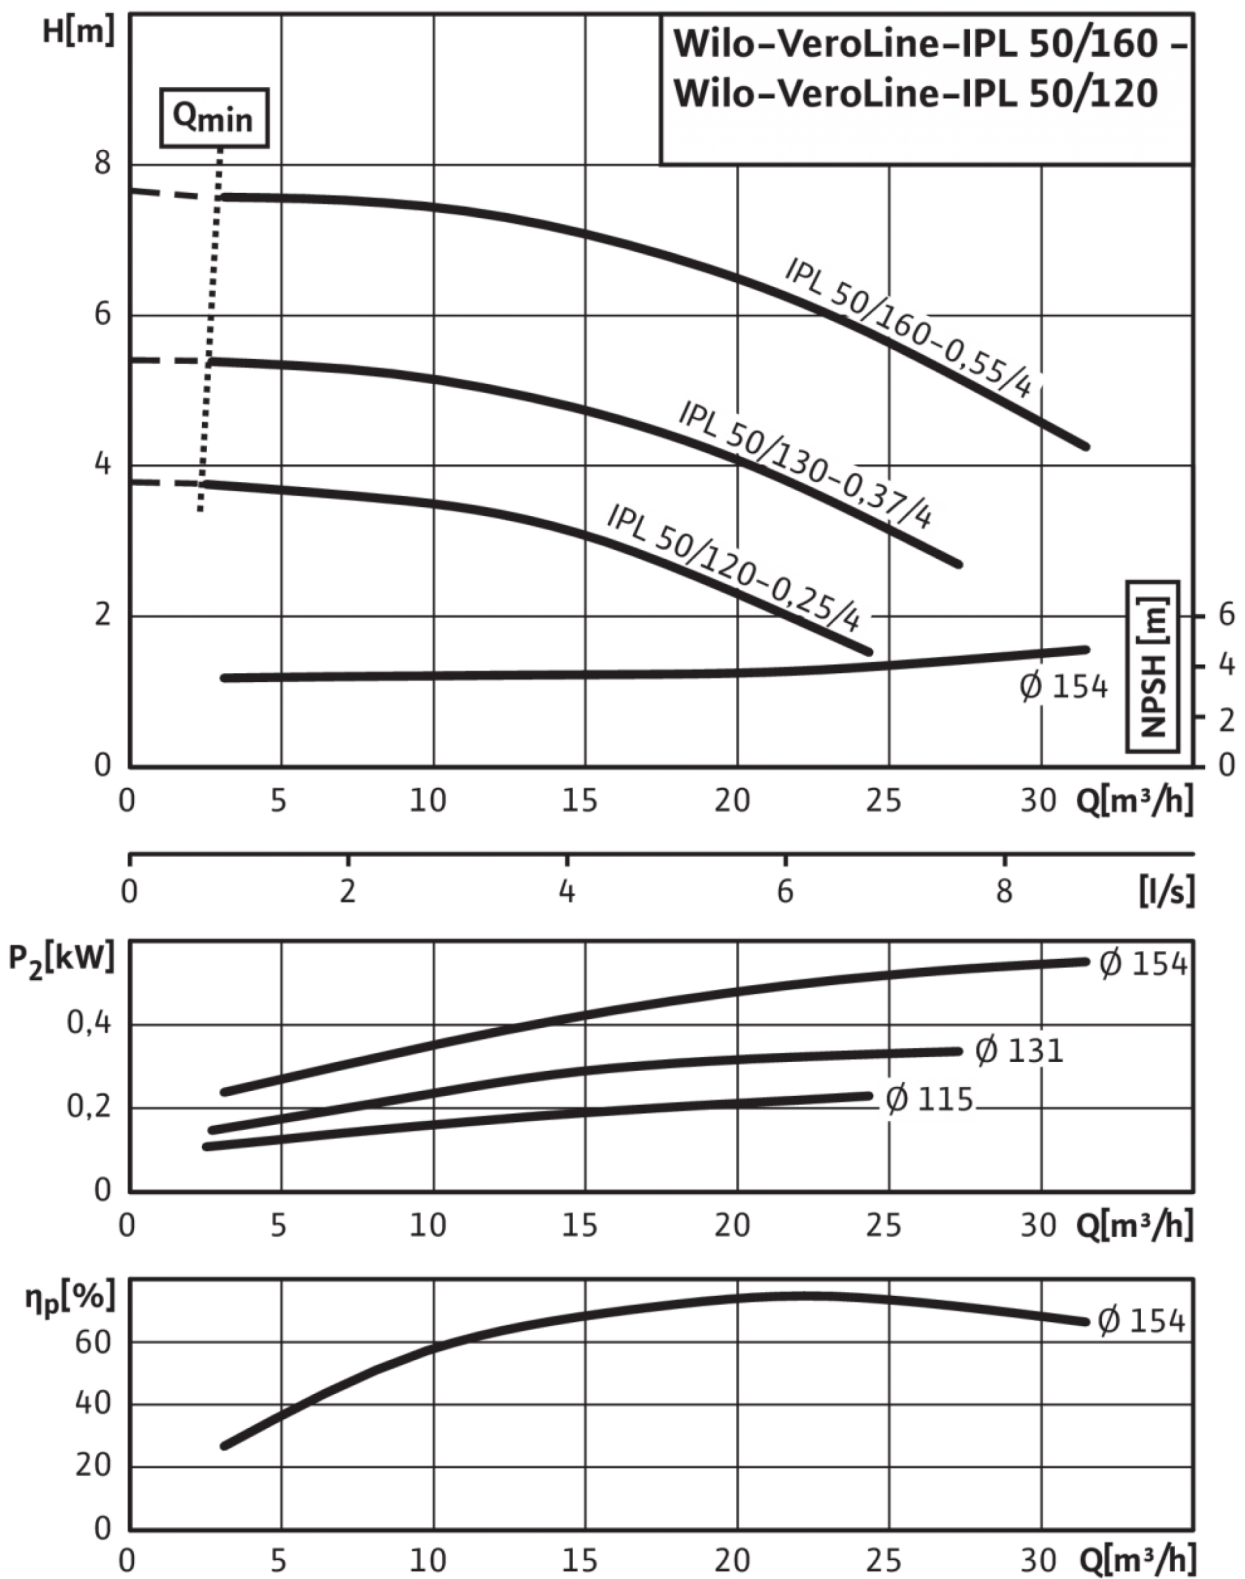 H[m]
Wilo-VeroLine-IPL 50/160 -
Wilo-VeroLine-IPL 50/120
Qmin
8
6
4
2
0
IPL 50/160-0,55/4
IPL 50/130-0,37/4
IPL 50/120-0,25/4
Ø 154
NPSH [m]
6
4
2
0
0 5 10 15 20 25 30 Q[m³/h]
0 2 4 6 8 [l/s]
P₂[kW]
0,4
0,2
0
Ø 154
Ø 131
Ø 115
0 5 10 15 20 25 30 Q[m³/h]
ηp[%]
60
40
20
0
Ø 154
0 5 10 15 20 25 30 Q[m³/h]